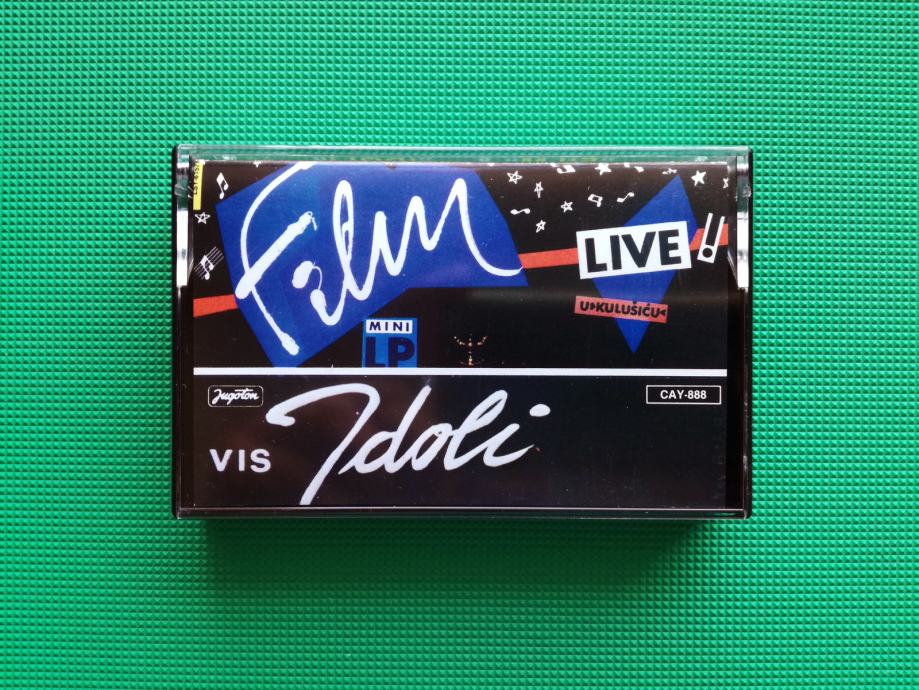 Film
LIVE!!
U>KULUŠIĆU<
MINI
LP
Jugoton
CAY-888
VIS Idoli